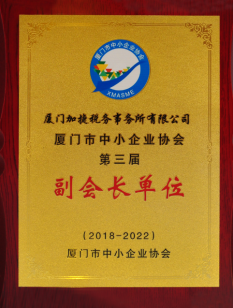 厦门市中小企业协会
XMASME
厦门加捷税务事务所有限公司
厦门市中小企业协会
第三届
副会长单位
(2018-2022)
厦门市中小企业协会